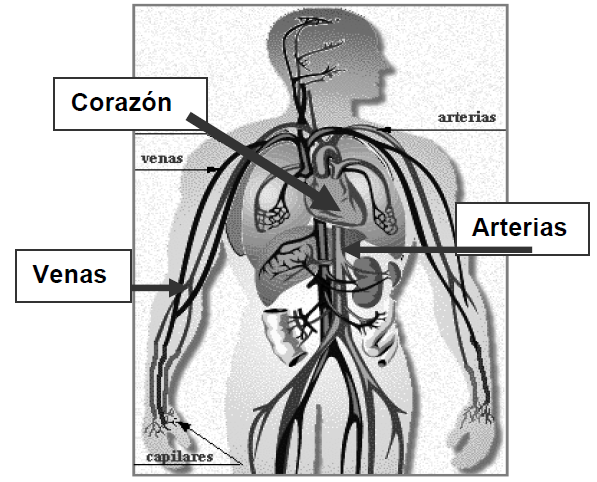 Corazón
arterias
venas
Arterias
Venas
capilares